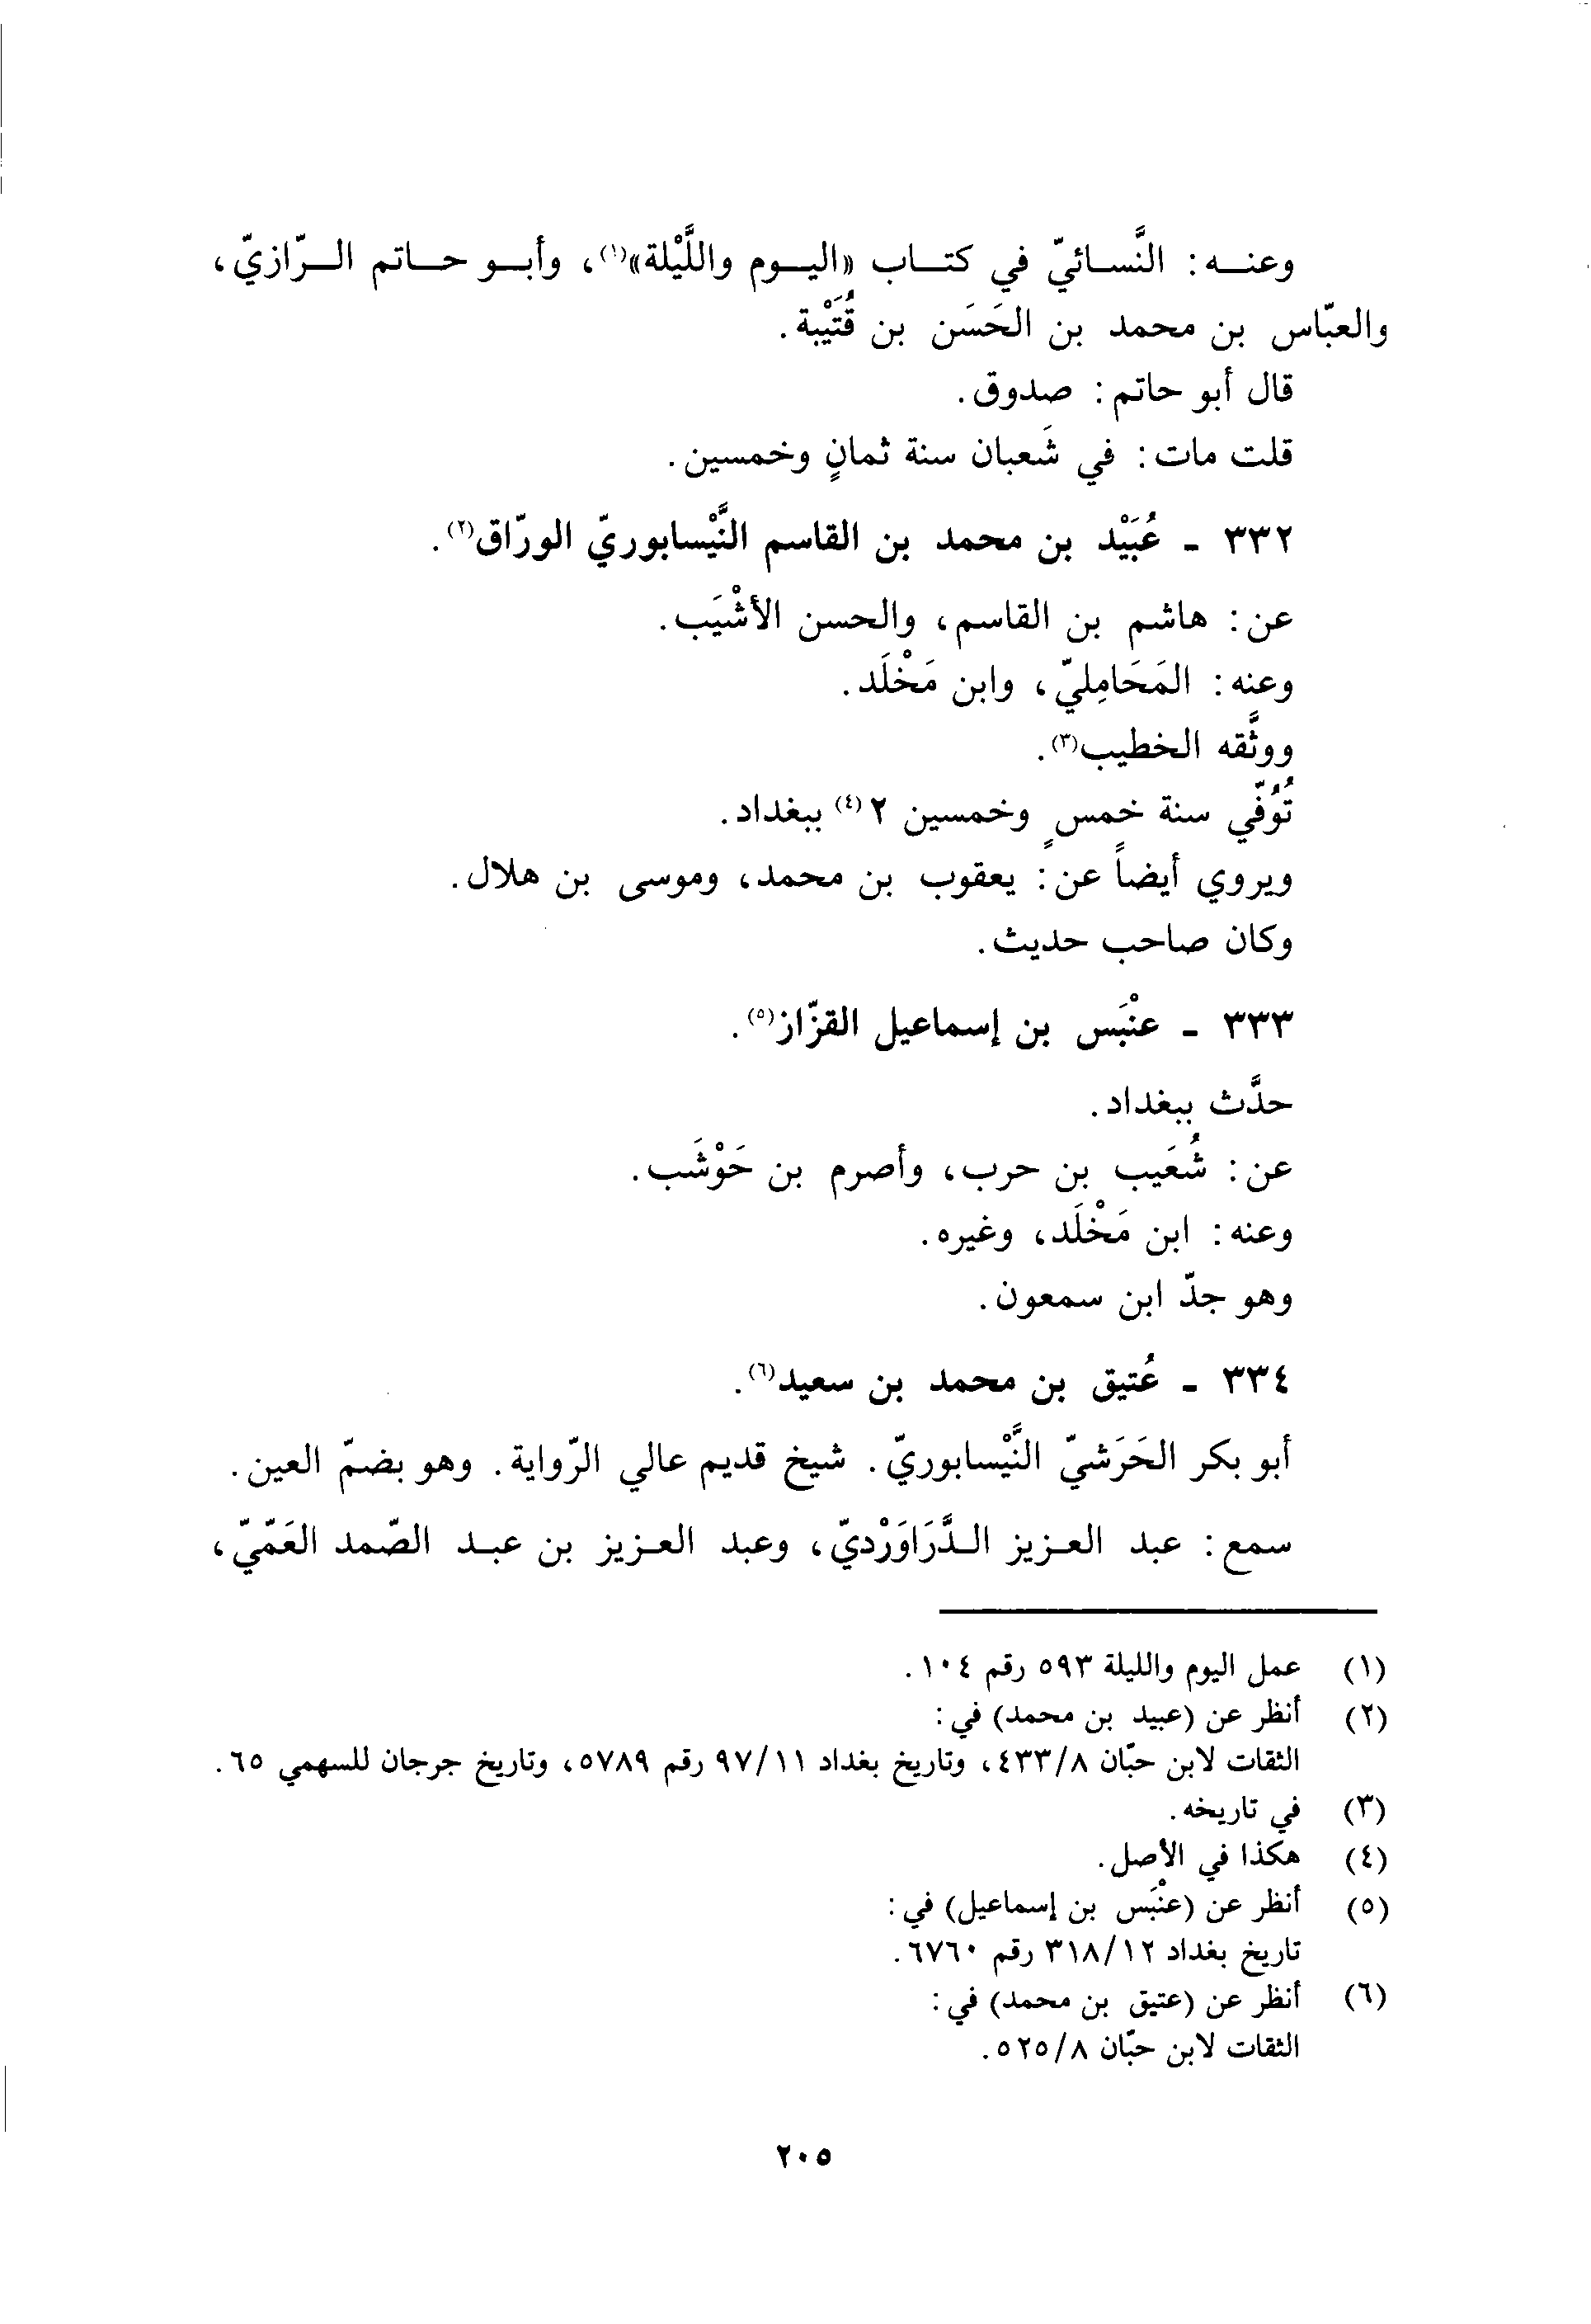 وعنه: النَّسائيّ في كتاب «اليوم واللَّيْلة»(١)، وأبو حاتم الرّازيّ،
والعبّاس بن محمد بن الحَسَن بن قُتَيْبة.
قال أبو حاتم: صدوق.
قلت مات: في شَعبان سنة ثمانٍ وخمسين.
٣٣٢ ـ عُبَيْد بن محمد بن القاسم النَّيْسابوريّ الورّاق(٢).
عن: هاشم بن القاسم، والحسن الأشْيَب.
وعنه: المَحَامِليّ، وابن مَخْلَد.
ووثَّقه الخطيب(٣).
تُوُفّي سنة خمسٍ وخمسين ٢(٤) ببغداد.
ويروي أيضاً عن: يعقوب بن محمد، وموسى بن هلال.
وكان صاحب حديث.
٣٣٣ ـ عنْبَس بن إسماعيل القزّاز(٥).
حدَّث ببغداد.
عن: شُعَيب بن حرب، وأصرم بن حَوْشَب.
وعنه: ابن مَخْلَد، وغيره.
وهو جدّ ابن سمعون.
٣٣٤ ـ عُتيق بن محمد بن سعيد(٦).
أبو بكر الحَرَشيّ النَّيْسابوريّ. شيخ قديم عالي الرّواية. وهو بضمّ العين.
سمع: عبد العزيز الدَّرَاوَرْديّ، وعبد العزيز بن عبد الصّمد العَمّيّ،
(١) عمل اليوم والليلة ٥٩٣ رقم ١٠٤.
(٢) أنظر عن (عبيد بن محمد) في:
الثقات لابن حبّان ٤٣٣/٨، وتاريخ بغداد ٩٧/١١ رقم ٥٧٨٩، وتاريخ جرجان للسهمي ٦٥.
(٣) في تاريخه.
(٤) هكذا في الأصل.
(٥) أنظر عن (عنْبَس بن إسماعيل) في:
تاريخ بغداد ٣١٨/١٢ رقم ٦٧٦٠.
(٦) أنظر عن (عتيق بن محمد) في:
الثقات لابن حبّان ٥٢٥/٨.
٢٠٥